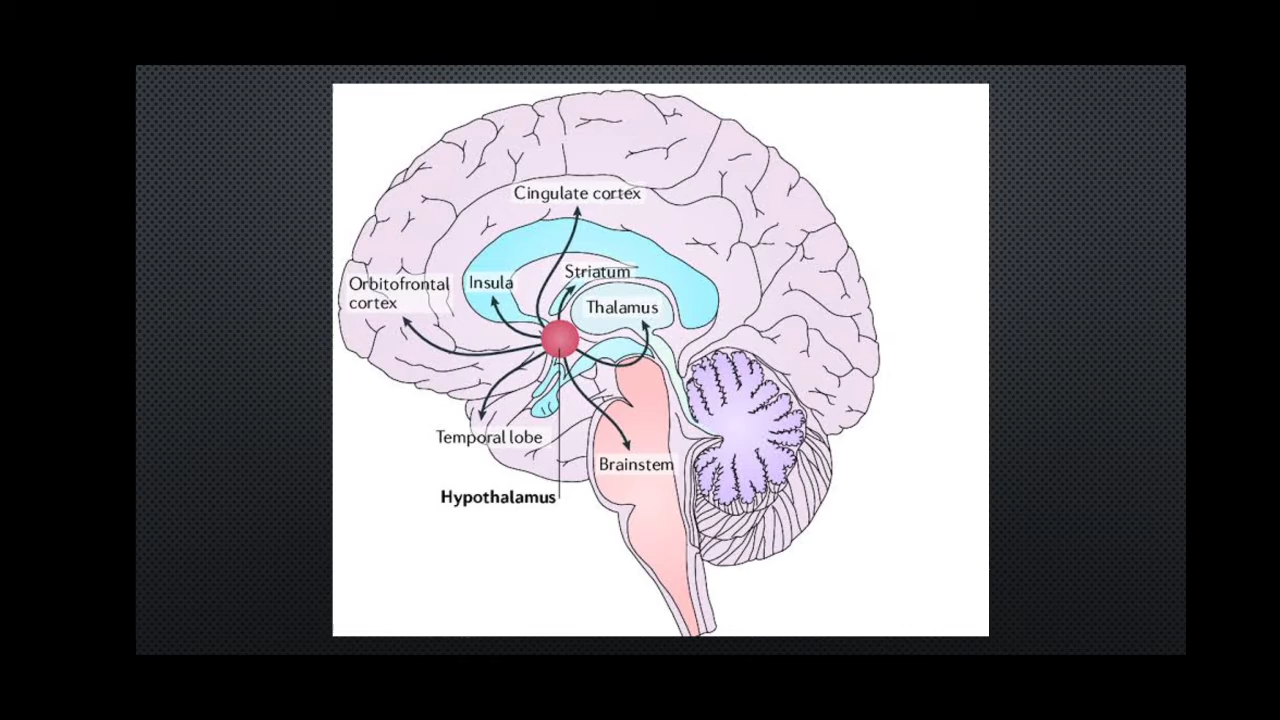 Cingulate cortex
Striatum
Orbitofrontal
cortex
Insula
Thalamus
Temporal lobe
Brainstem
Hypothalamus